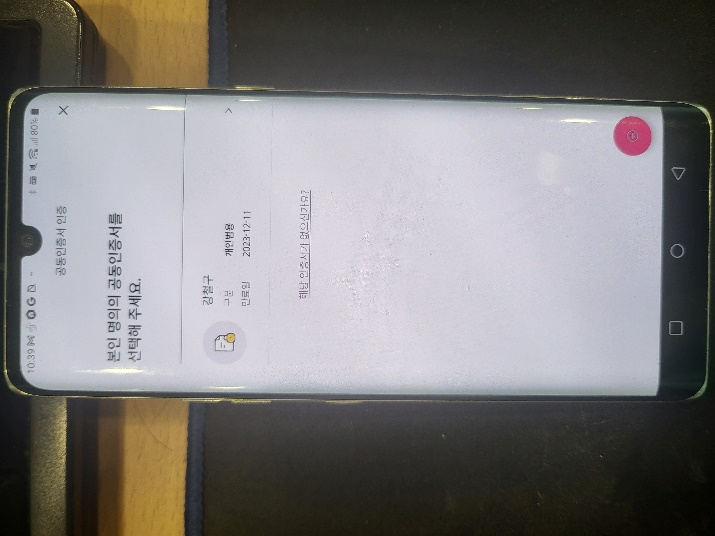 10:39
80%
공동인증서 인증
본인 명의의 공동인증서를
선택해 주세요.
강철구
구분 개인범용
만료일 2023-12-11
해당 인증서가 없으신가요?